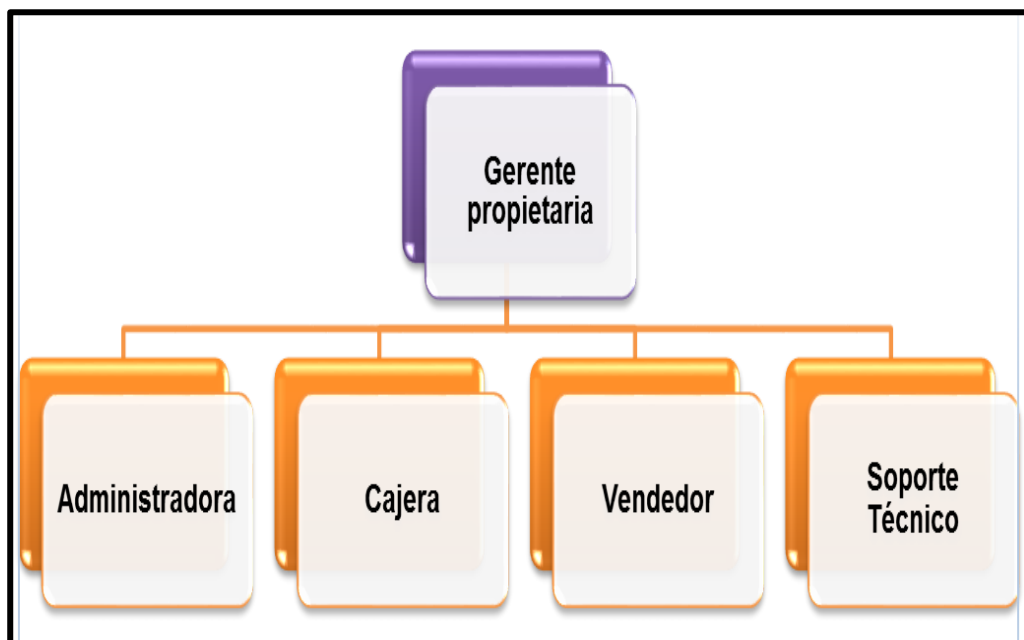 Gerente
propietaria
Administradora
Cajera
Vendedor
Soporte
Técnico